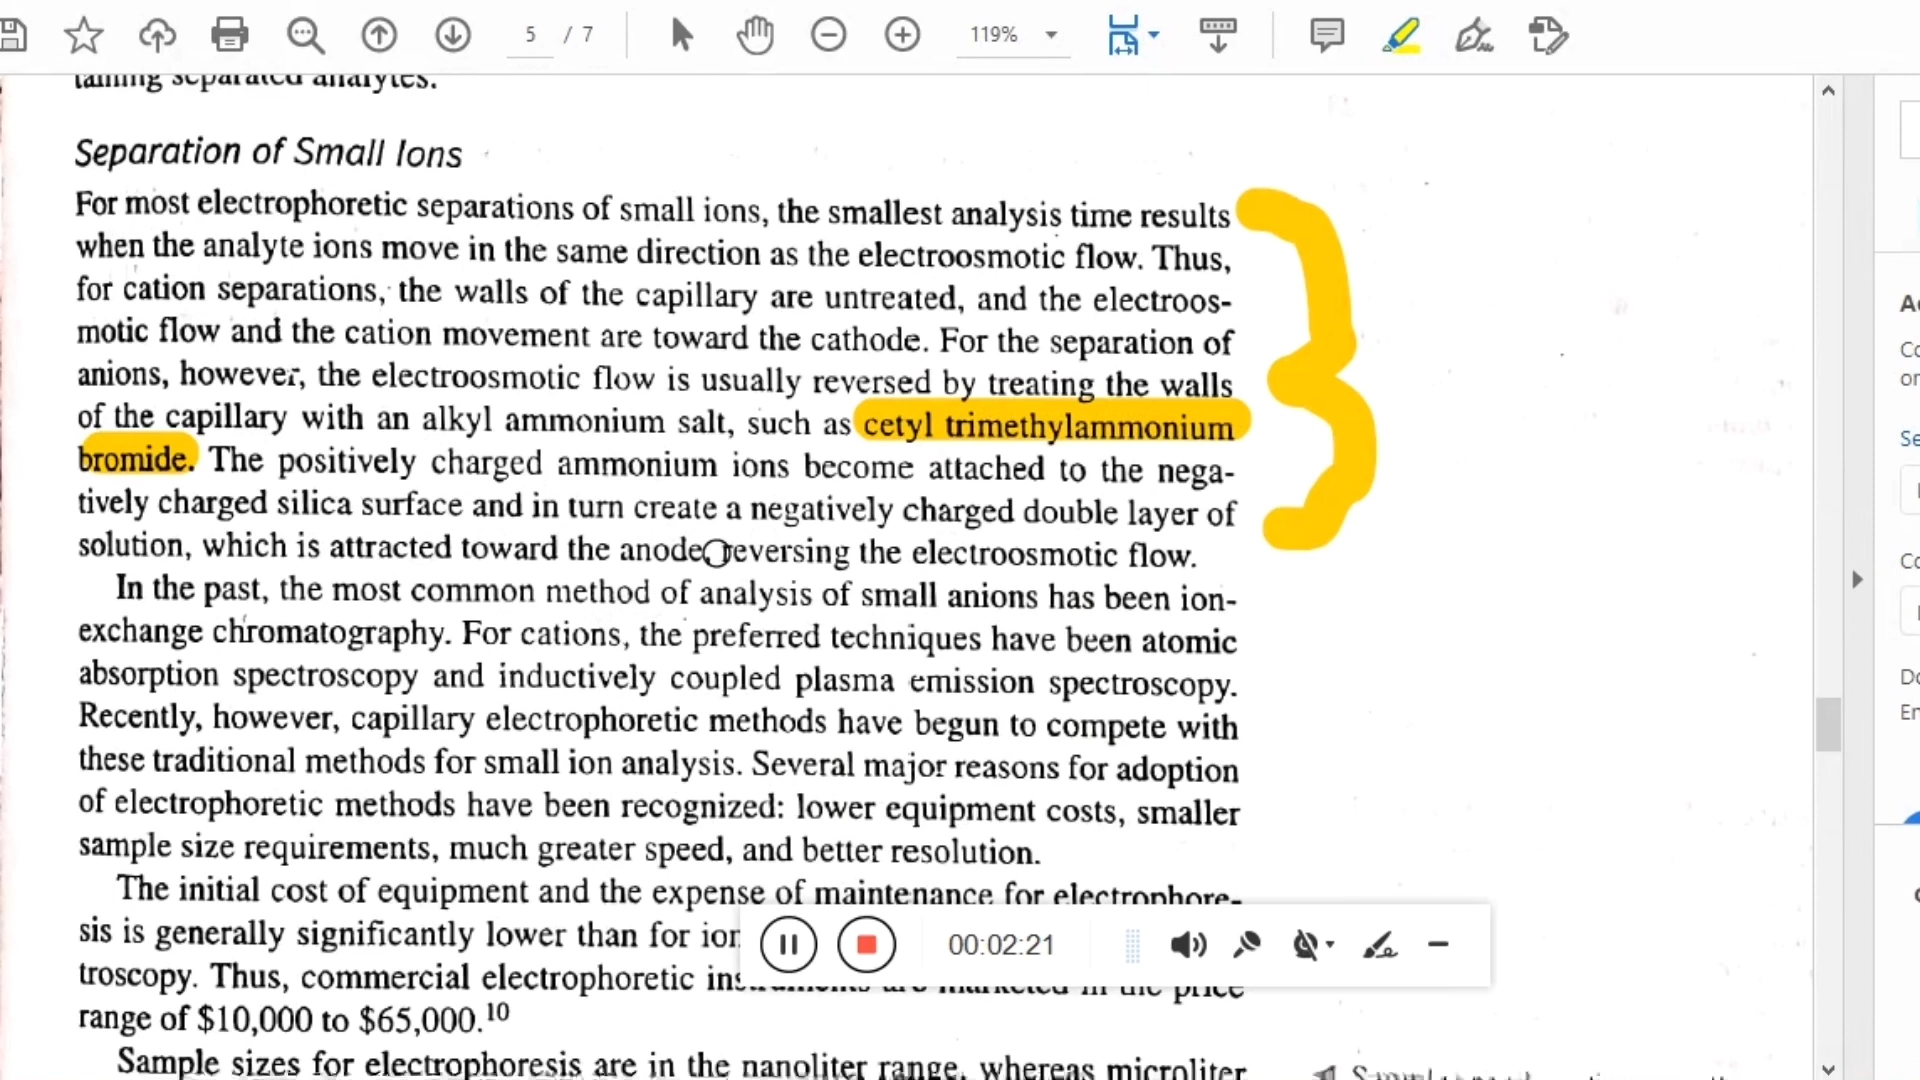 5 / 7
119%
separated analytes.
Separation of Small Ions
For most electrophoretic separations of small ions, the smallest analysis time results
when the analyte ions move in the same direction as the electroosmotic flow. Thus,
for cation separations, the walls of the capillary are untreated, and the electroos-
motic flow and the cation movement are toward the cathode. For the separation of
anions, however, the electroosmotic flow is usually reversed by treating the walls
of the capillary with an alkyl ammonium salt, such as cetyl trimethylammonium
bromide. The positively charged ammonium ions become attached to the nega-
tively charged silica surface and in turn create a negatively charged double layer of
solution, which is attracted toward the anode reversing the electroosmotic flow.
In the past, the most common method of analysis of small anions has been ion-
exchange chromatography. For cations, the preferred techniques have been atomic
absorption spectroscopy and inductively coupled plasma emission spectroscopy.
Recently, however, capillary electrophoretic methods have begun to compete with
these traditional methods for small ion analysis. Several major reasons for adoption
of electrophoretic methods have been recognized: lower equipment costs, smaller
sample size requirements, much greater speed, and better resolution.
The initial cost of equipment and the expense of maintenance for electrophore-
sis is generally significantly lower than for ion
troscopy. Thus, commercial electrophoretic instruments are marketed in the price
range of $10,000 to $65,000.10
Sample sizes for electrophoresis are in the nanoliter range, whereas microliter
00:02:21